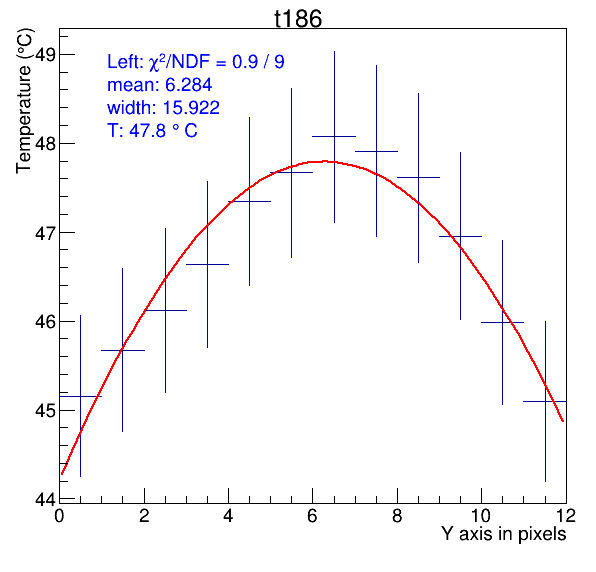 t186
Temperature (°C)
Left: χ²/NDF = 0.9 / 9
mean: 6.284
width: 15.922
T: 47.8 ° C
49
48
47
46
45
44
0 2 4 6 8 10 12
Y axis in pixels